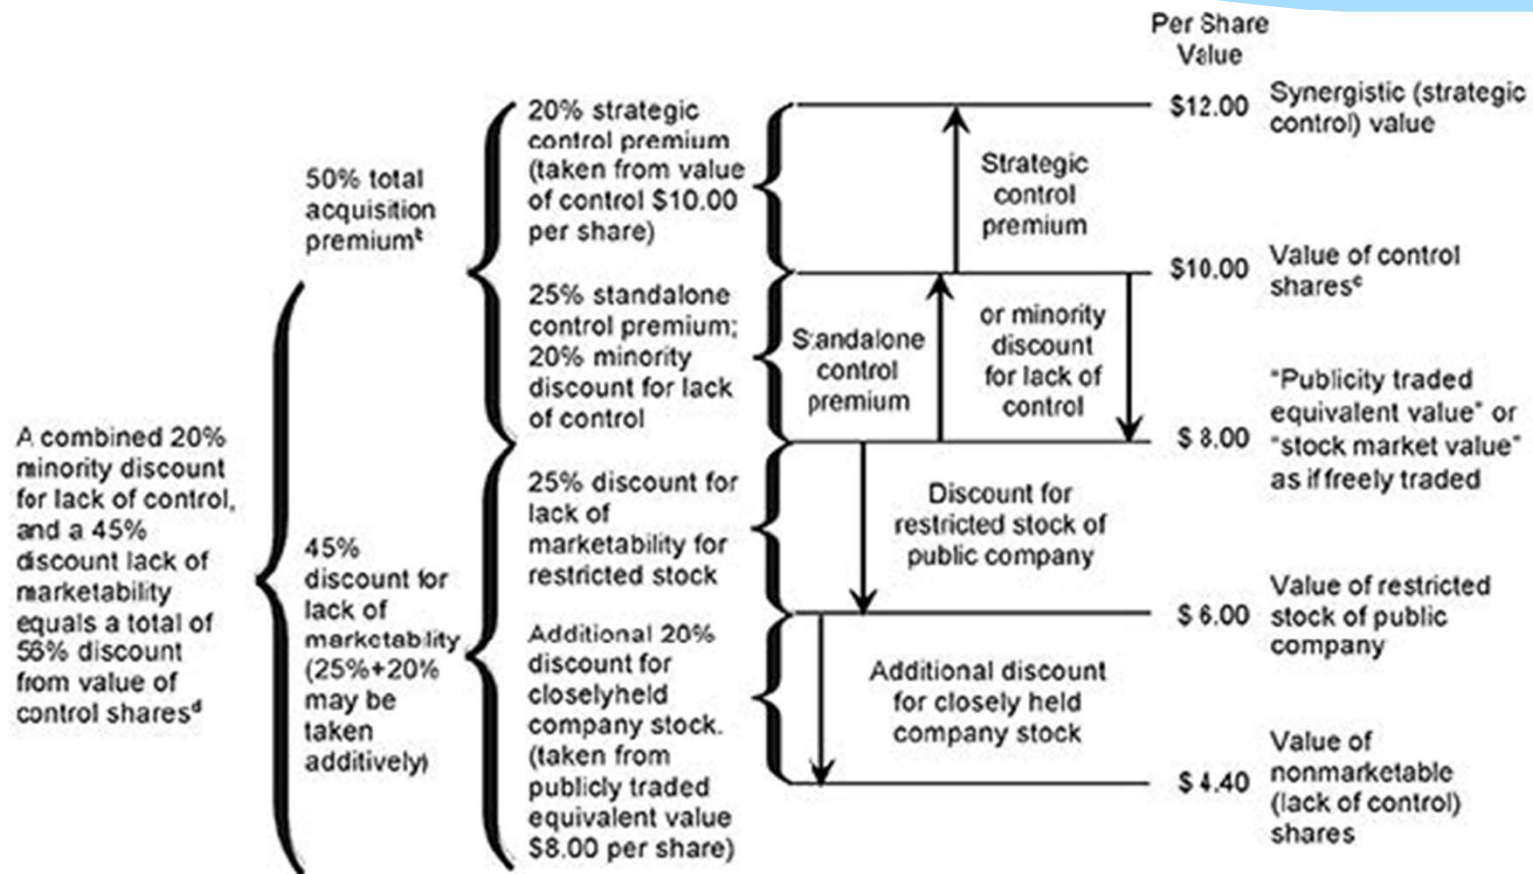 Per Share
Value
$12.00
Synergistic (strategic
control) value
20% strategic
control premium
(taken from value
of control $10.00
per share)
Strategic
control
premium
50% total
acquisition
premiumᵗ
$10.00
Value of control
sharesᶜ
25% standalone
control premium;
20% minority
discount for lack
of control
Standalone
control
premium
or minority
discount
for lack of
control
"Publicity traded
equivalent value" or
"stock market value"
as if freely traded
$ 8.00
A combined 20%
minority discount
for lack of control,
and a 45%
discount lack of
marketability
equals a total of
56% discount
from value of
control sharesᵈ
45%
discount for
lack of
marketability
(25%+20%
may be
taken
additively)
25% discount for
lack of
marketability for
restricted stock
Discount for
restricted stock of
public company
$ 6.00
Value of restricted
stock of public
company
Additional 20%
discount for
closelyheld
company stock.
(taken from
publicly traded
equivalent value
$8.00 per share)
Additional discount
for closely held
company stock
$ 4.40
Value of
nonmarketable
(lack of control)
shares